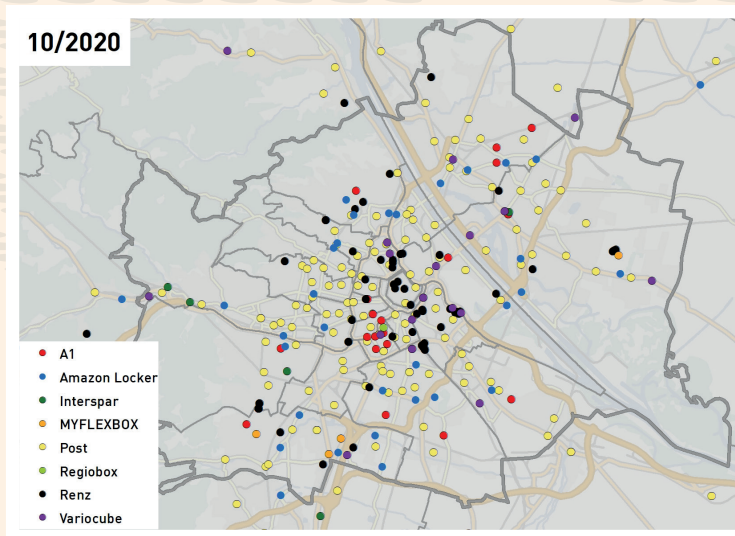 10/2020
A1
Amazon Locker
Interspar
MYFLEXBOX
Post
Regiobox
Renz
Variocube